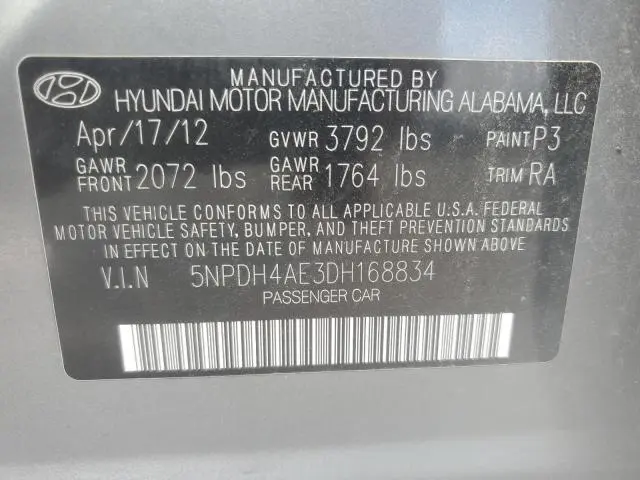 MANUFACTURED BY
HYUNDAI MOTOR MANUFACTURING ALABAMA, LLC
Apr/17/12 GVWR 3792 lbs PAINT P3
GAWR FRONT 2072 lbs GAWR REAR 1764 lbs TRIM RA
THIS VEHICLE CONFORMS TO ALL APPLICABLE U.S.A. FEDERAL
MOTOR VEHICLE SAFETY, BUMPER, AND THEFT PREVENTION STANDARDS
IN EFFECT ON THE DATE OF MANUFACTURE SHOWN ABOVE.
V.I.N 5NPDH4AE3DH168834
PASSENGER CAR